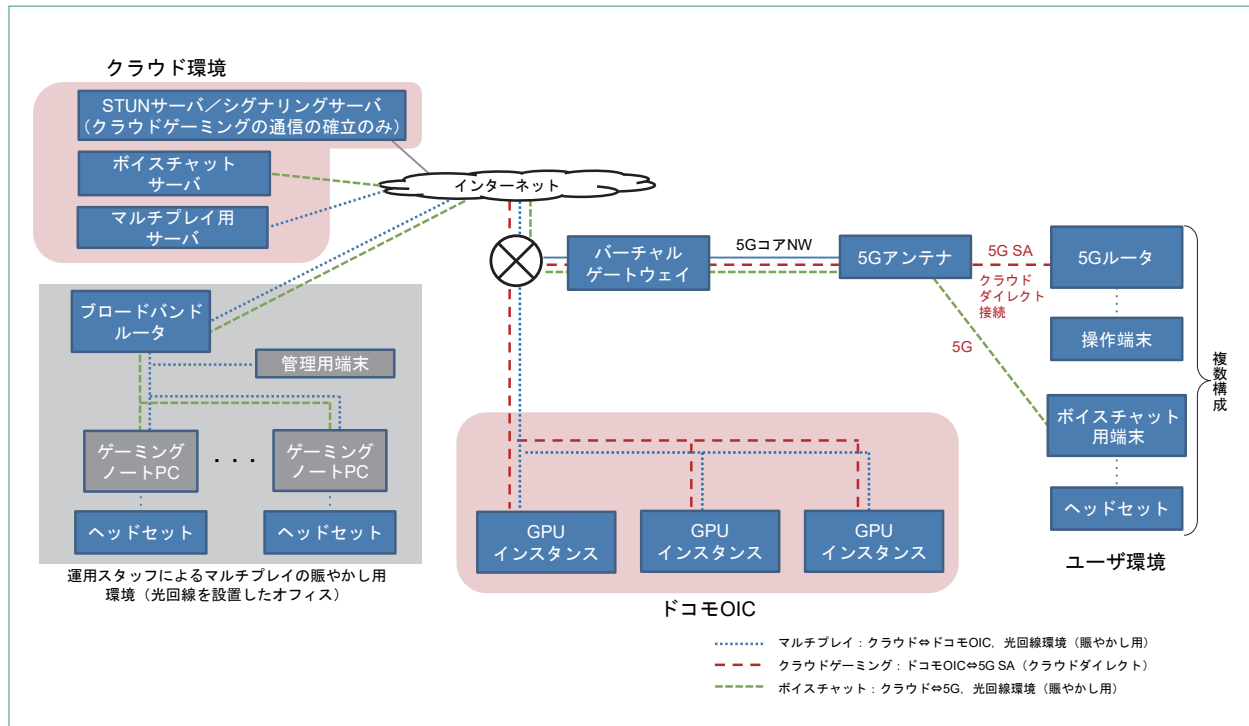 クラウド環境
STUNサーバ／シグナリングサーバ
（クラウドゲーミングの通信の確立のみ）
ボイスチャット
サーバ
マルチプレイ用
サーバ
インターネット
バーチャル
ゲートウェイ
5GコアNW
5Gアンテナ
5G SA
クラウド
ダイレクト
接続
5Gルータ
操作端末
5G
ボイスチャット
用端末
ヘッドセット
複数構成
ユーザ環境
ブロードバンド
ルータ
管理用端末
ゲーミング
ノートPC
・・・
ゲーミング
ノートPC
ヘッドセット
ヘッドセット
運用スタッフによるマルチプレイの賑やかし用
環境（光回線を設置したオフィス）
GPU
インスタンス
GPU
インスタンス
GPU
インスタンス
ドコモOIC
マルチプレイ：クラウド⇔ドコモOIC，光回線環境（賑やかし用）
クラウドゲーミング：ドコモOIC⇔5G SA（クラウドダイレクト）
ボイスチャット：クラウド⇔5G，光回線環境（賑やかし用）